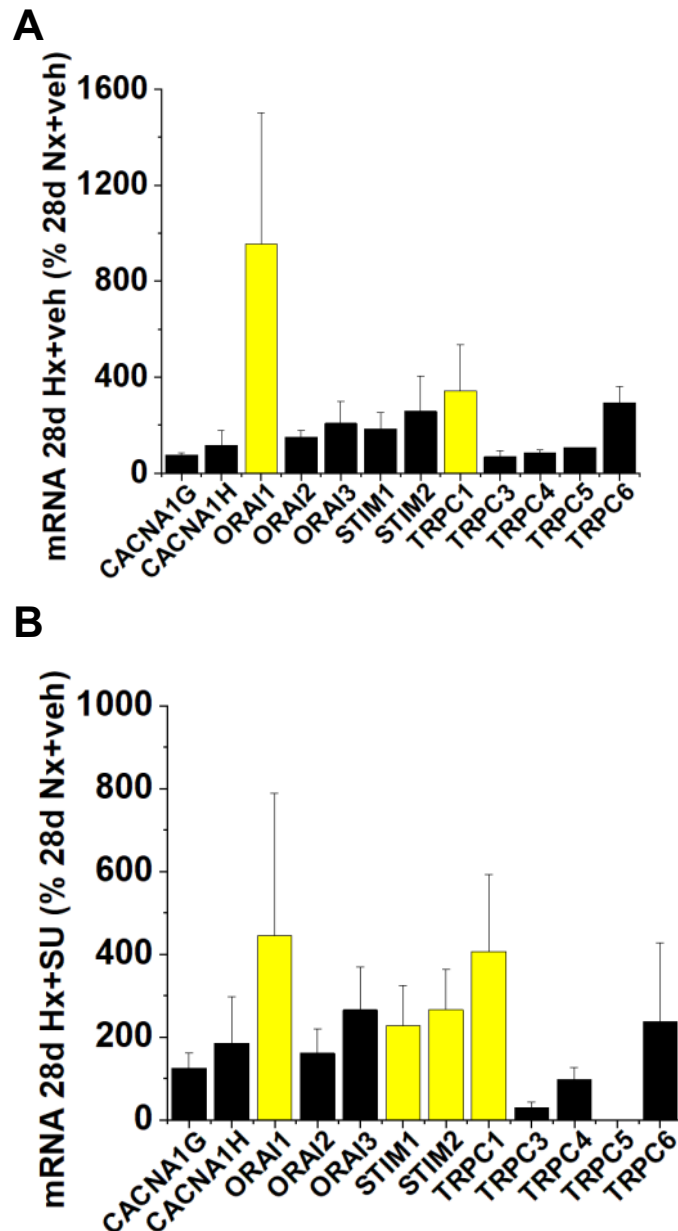 A
mRNA 28d Hx+veh (% 28d Nx+veh)
1600
1200
800
400
0
CACNA1G
CACNA1H
ORAI1
ORAI2
ORAI3
STIM1
STIM2
TRPC1
TRPC3
TRPC4
TRPC5
TRPC6
B
mRNA 28d Hx+SU (% 28d Nx+veh)
1000
800
600
400
200
0
CACNA1G
CACNA1H
ORAI1
ORAI2
ORAI3
STIM1
STIM2
TRPC1
TRPC3
TRPC4
TRPC5
TRPC6